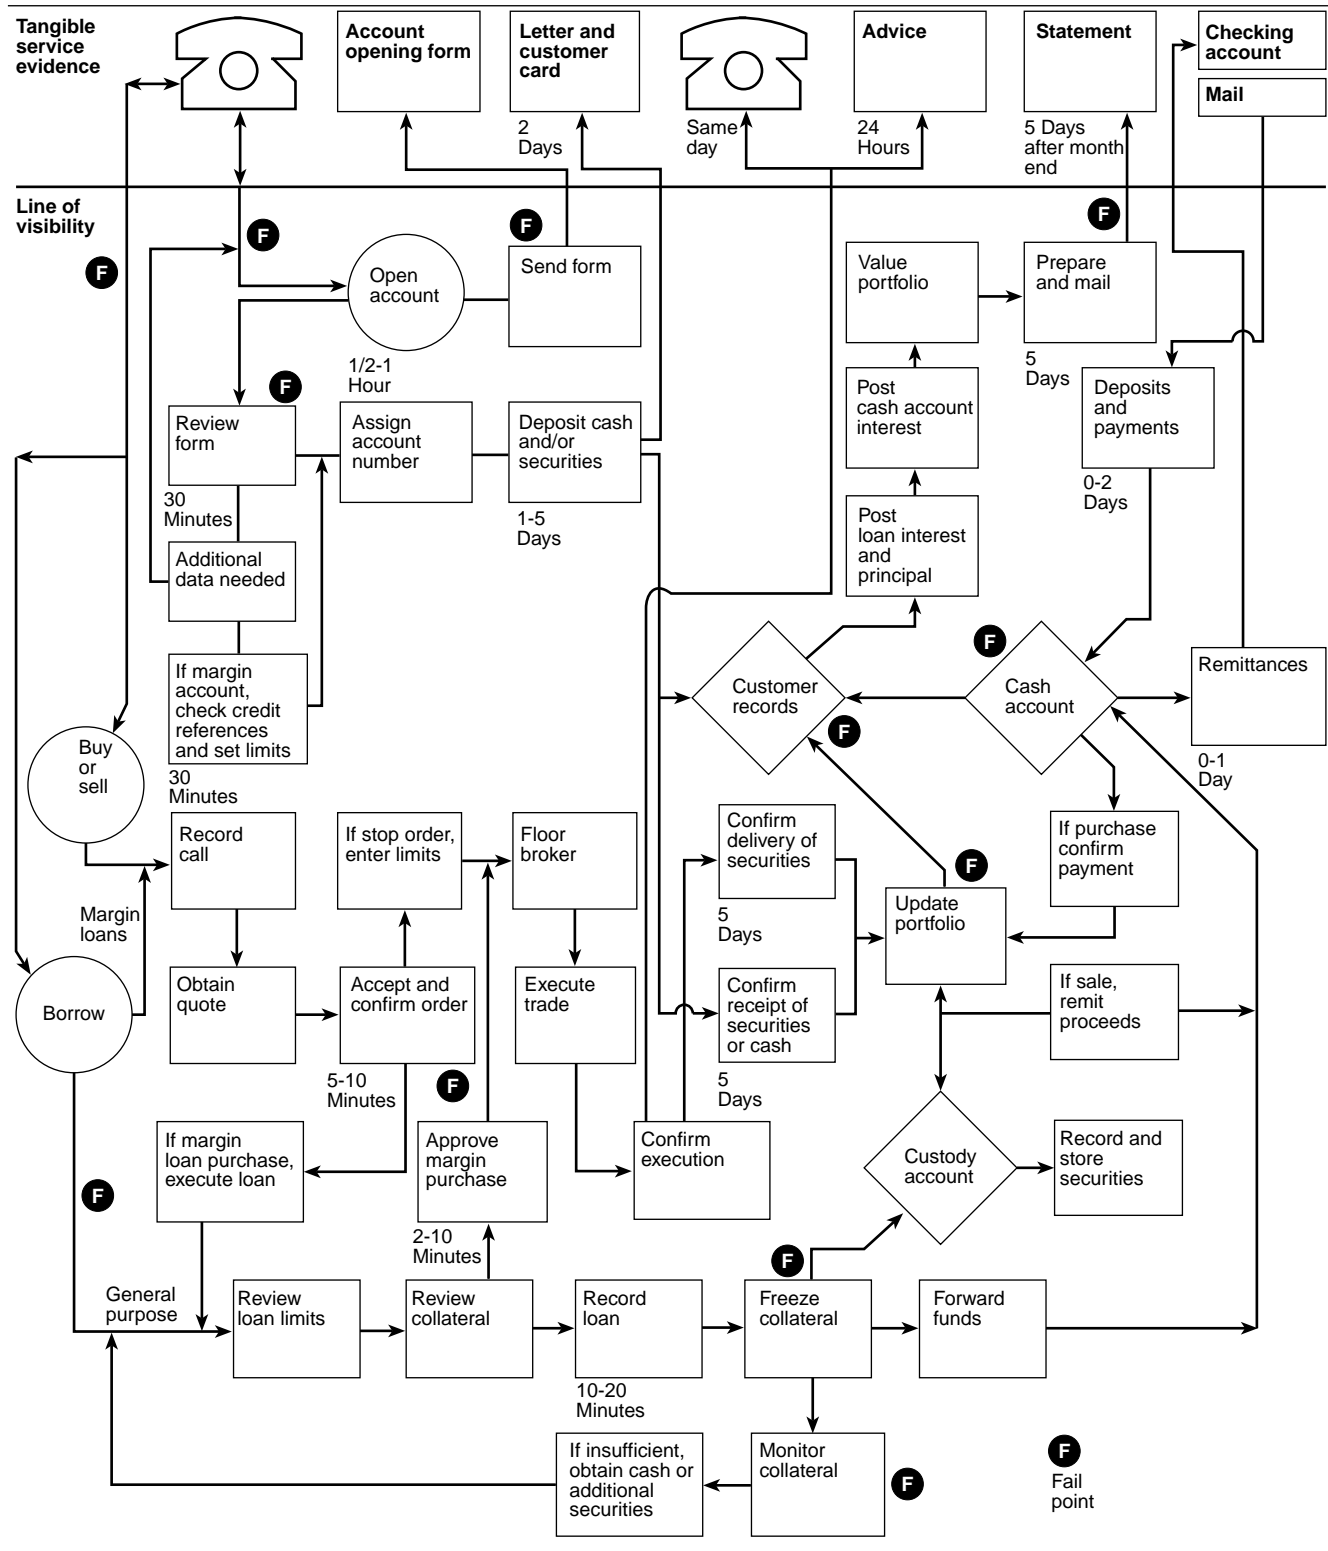 Tangible
service
evidence
Account
opening form
Letter and
customer
card
Advice
Statement
Checking
account
Mail
2
Days
Same
day
24
Hours
5 Days
after month
end
Line of
visibility
F
F
F
F
Open
account
Send form
Value
portfolio
Prepare
and mail
1/2-1
Hour
5
Days
F
Review
form
Assign
account
number
Deposit cash
and/or
securities
Post
cash account
interest
Deposits
and
payments
30
Minutes
1-5
Days
0-2
Days
Additional
data needed
Post
loan interest
and
principal
If margin
account,
check credit
references
and set limits
F
Customer
records
Cash
account
Remittances
F
Buy
or
sell
30
Minutes
0-1
Day
Record
call
If stop order,
enter limits
Floor
broker
Confirm
delivery of
securities
If purchase
confirm
payment
F
Margin
loans
5
Days
Update
portfolio
Borrow
Obtain
quote
Accept and
confirm order
Execute
trade
Confirm
receipt of
securities
or cash
If sale,
remit
proceeds
5-10
Minutes
F
5
Days
If margin
loan purchase,
execute loan
Approve
margin
purchase
Confirm
execution
Custody
account
Record and
store
securities
F
2-10
Minutes
F
General
purpose
Review
loan limits
Review
collateral
Record
loan
Freeze
collateral
Forward
funds
10-20
Minutes
If insufficient,
obtain cash or
additional
securities
Monitor
collateral
F
F
Fail
point